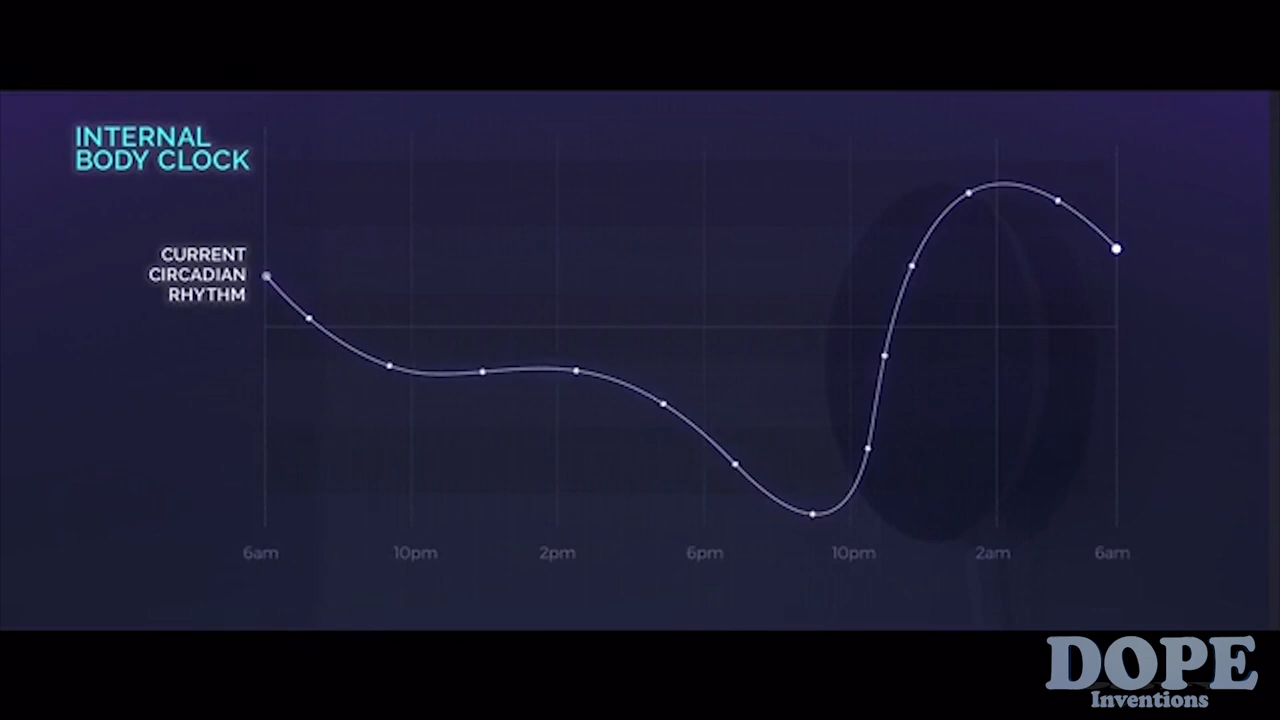 INTERNAL
BODY CLOCK
CURRENT
CIRCADIAN
RHYTHM
6am 10pm 2pm 6pm 10pm 2am 6am
DOPE
Inventions